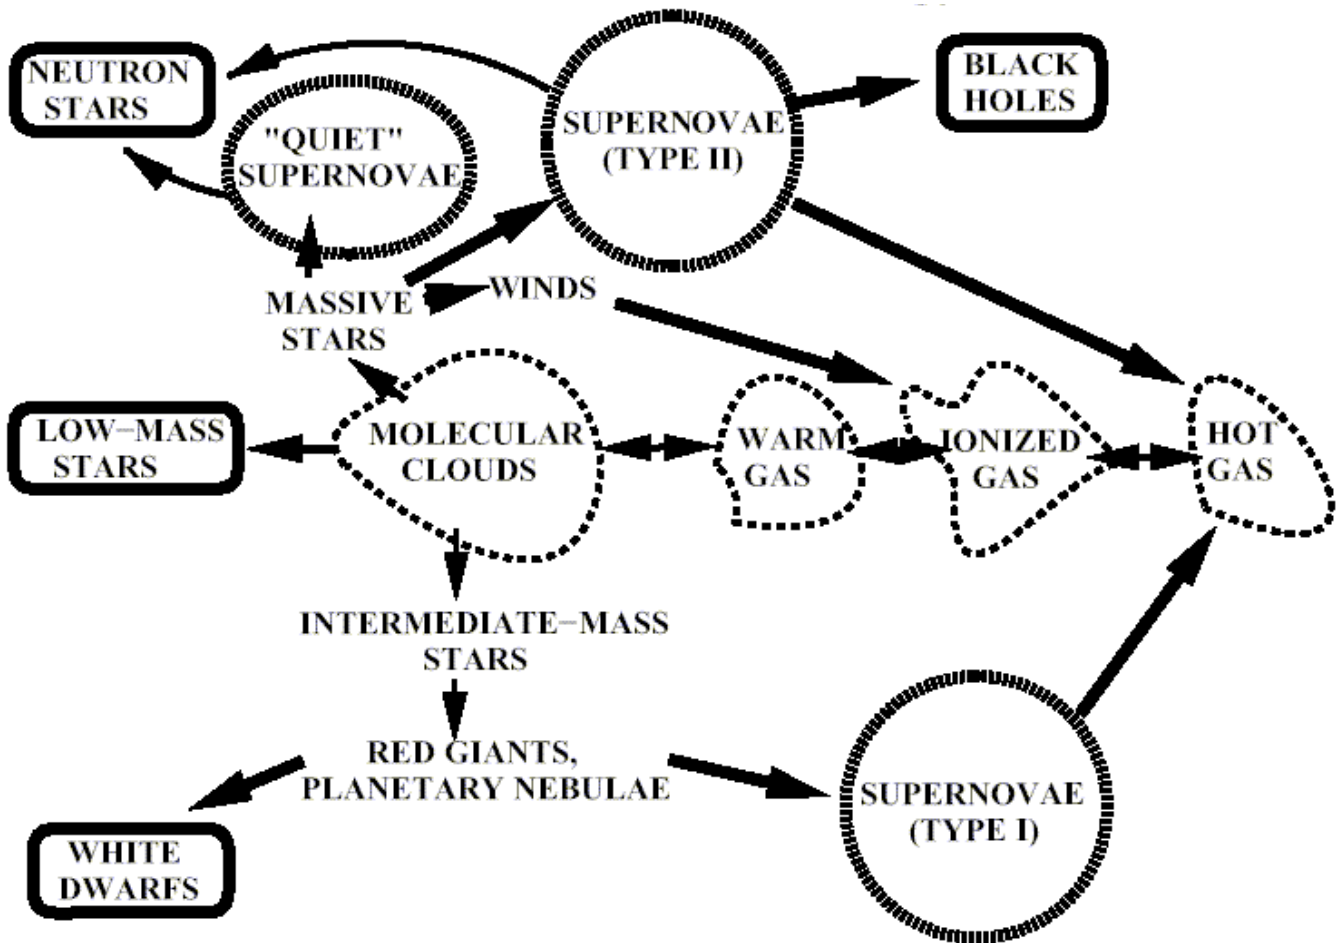 NEUTRON
STARS
"QUIET"
SUPERNOVAE
SUPERNOVAE
(TYPE II)
BLACK
HOLES
MASSIVE
STARS
WINDS
LOW-MASS
STARS
MOLECULAR
CLOUDS
WARM
GAS
IONIZED
GAS
HOT
GAS
INTERMEDIATE-MASS
STARS
RED GIANTS,
PLANETARY NEBULAE
SUPERNOVAE
(TYPE I)
WHITE
DWARFS